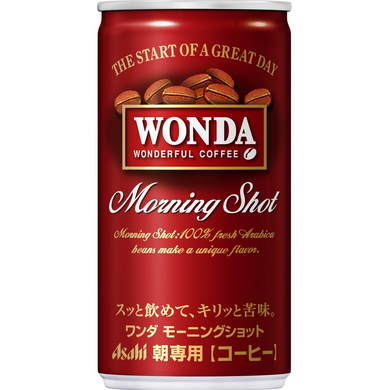 THE START OF A GREAT DAY
WONDA
WONDERFUL COFFEE
Morning Shot
Morning Shot:100% fresh Arabica
beans make a unique flavor.
スッと飲めて、キリッと苦味。
ワンダ モーニングショット
Asahi 朝専用【コーヒー】